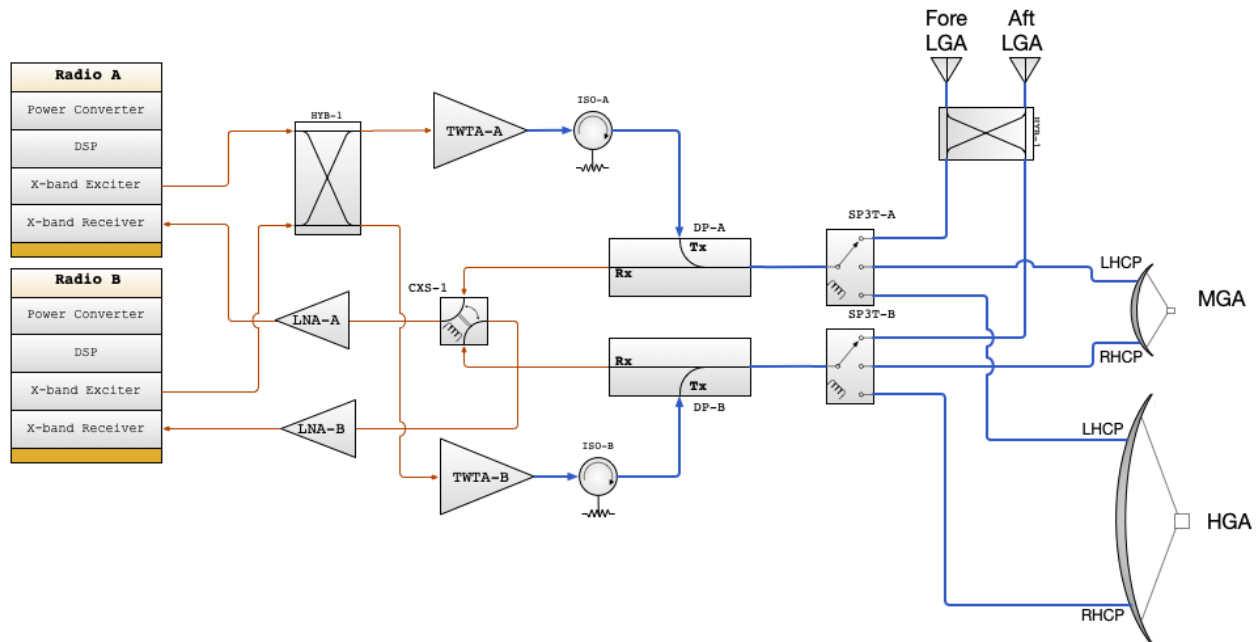 Fore
LGA
Aft
LGA
HYB-1
Radio A
Power Converter
DSP
X-band Exciter
X-band Receiver
HYB-1
TWTA-A
ISO-A
DP-A
Tx
Rx
SP3T-A
LHCP
MGA
RHCP
Radio B
Power Converter
DSP
X-band Exciter
X-band Receiver
LNA-A
CXS-1
LNA-B
Rx
Tx
DP-B
SP3T-B
TWTA-B
ISO-B
LHCP
HGA
RHCP